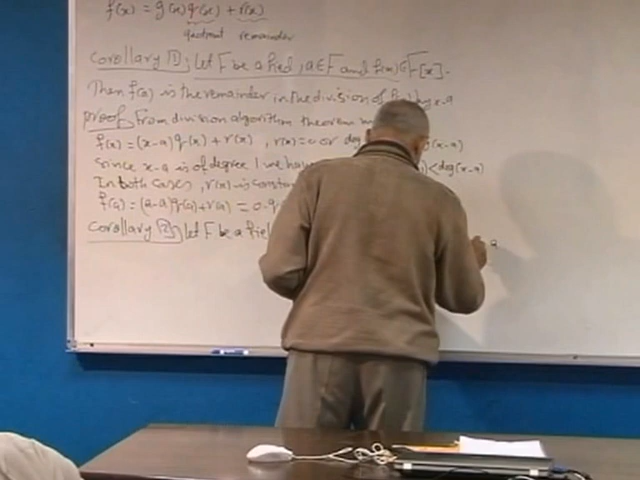 f(x) = g(x) q(x) + r(x)
quotient remainder
Corollary [1]: Let F be a field, a∈F and f(x)∈F[x].
Then f(a) is the remainder in the division of by x-a
proof: From division algorithm theorem
f(x) = (x-a) q(x) + r(x) , r(x) = 0 or deg (x-a)
since x-a is of degree 1 we have < deg(x-a)
In both cases, r(x) is constant
f(a) = (a-a) q(a) + r(a) = 0·q
Corollary [2]: Let F be a field